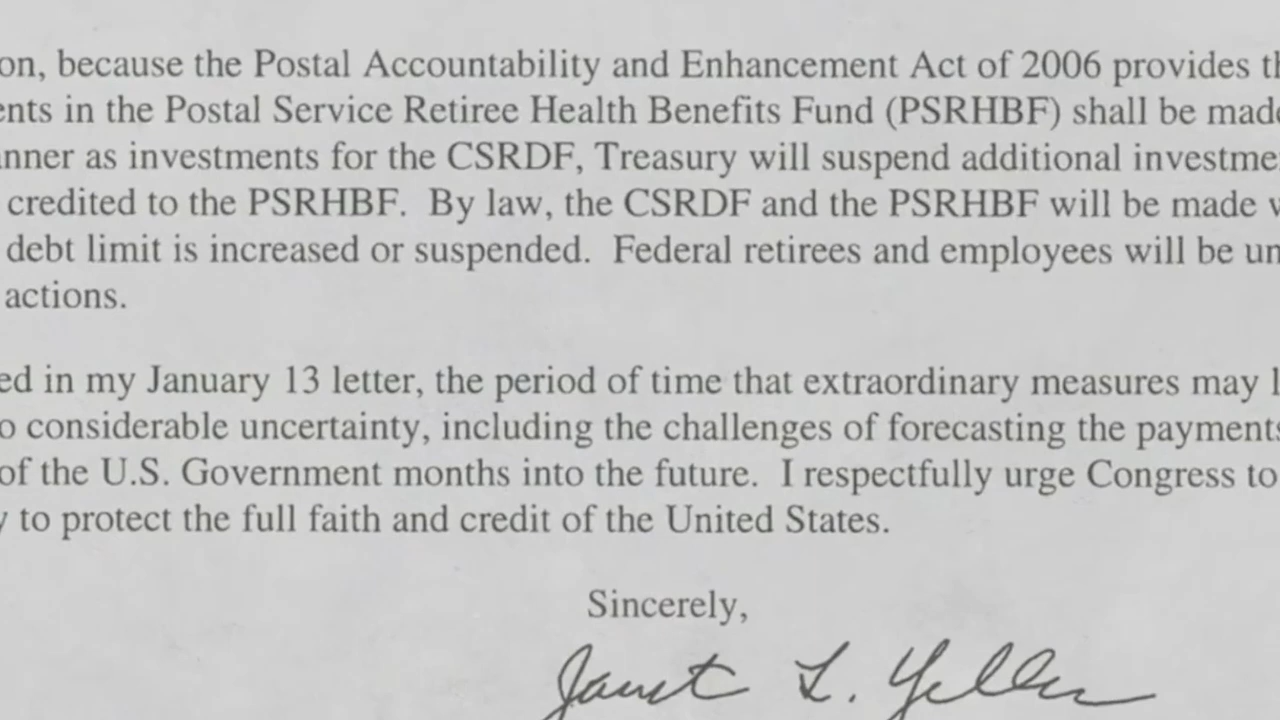 on, because the Postal Accountability and Enhancement Act of 2006 provides th
ents in the Postal Service Retiree Health Benefits Fund (PSRHBF) shall be made
nner as investments for the CSRDF, Treasury will suspend additional investme
credited to the PSRHBF.  By law, the CSRDF and the PSRHBF will be made w
debt limit is increased or suspended.  Federal retirees and employees will be un
actions.
ed in my January 13 letter, the period of time that extraordinary measures may l
o considerable uncertainty, including the challenges of forecasting the payments
of the U.S. Government months into the future.  I respectfully urge Congress to
y to protect the full faith and credit of the United States.
Sincerely,
Janet L. Yellen